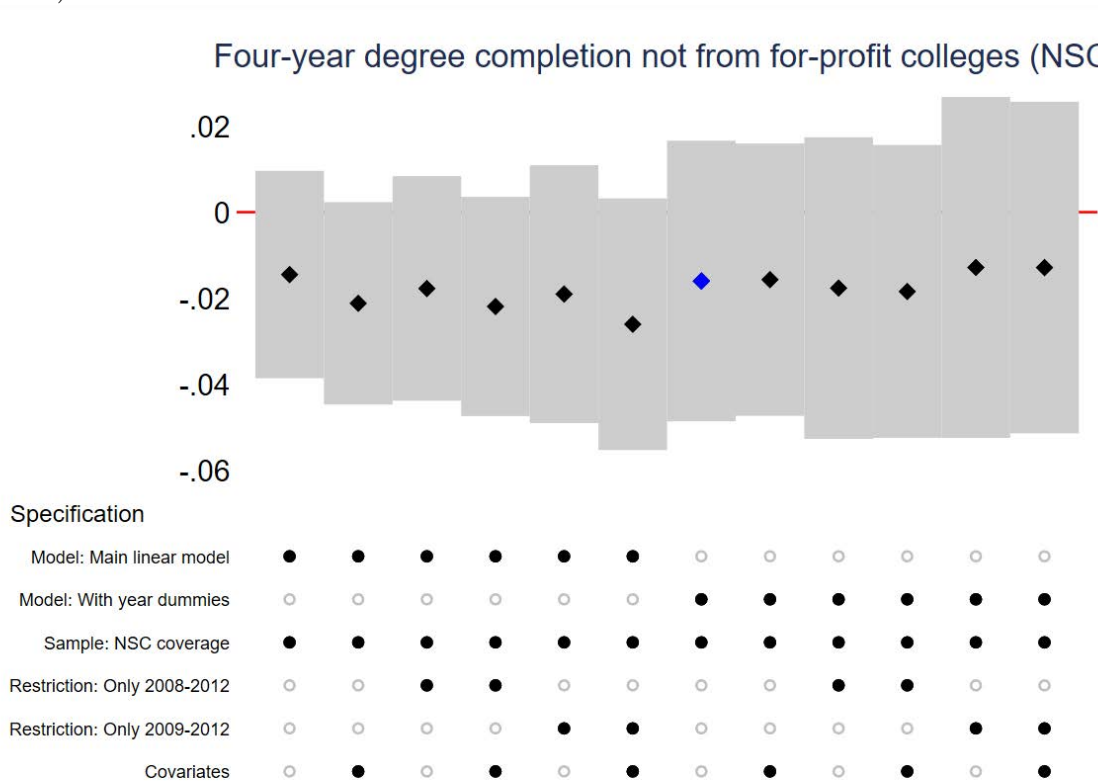 Four-year degree completion not from for-profit colleges (NSC
.02
0
-.02
-.04
-.06
Specification
Model: Main linear model
Model: With year dummies
Sample: NSC coverage
Restriction: Only 2008-2012
Restriction: Only 2009-2012
Covariates